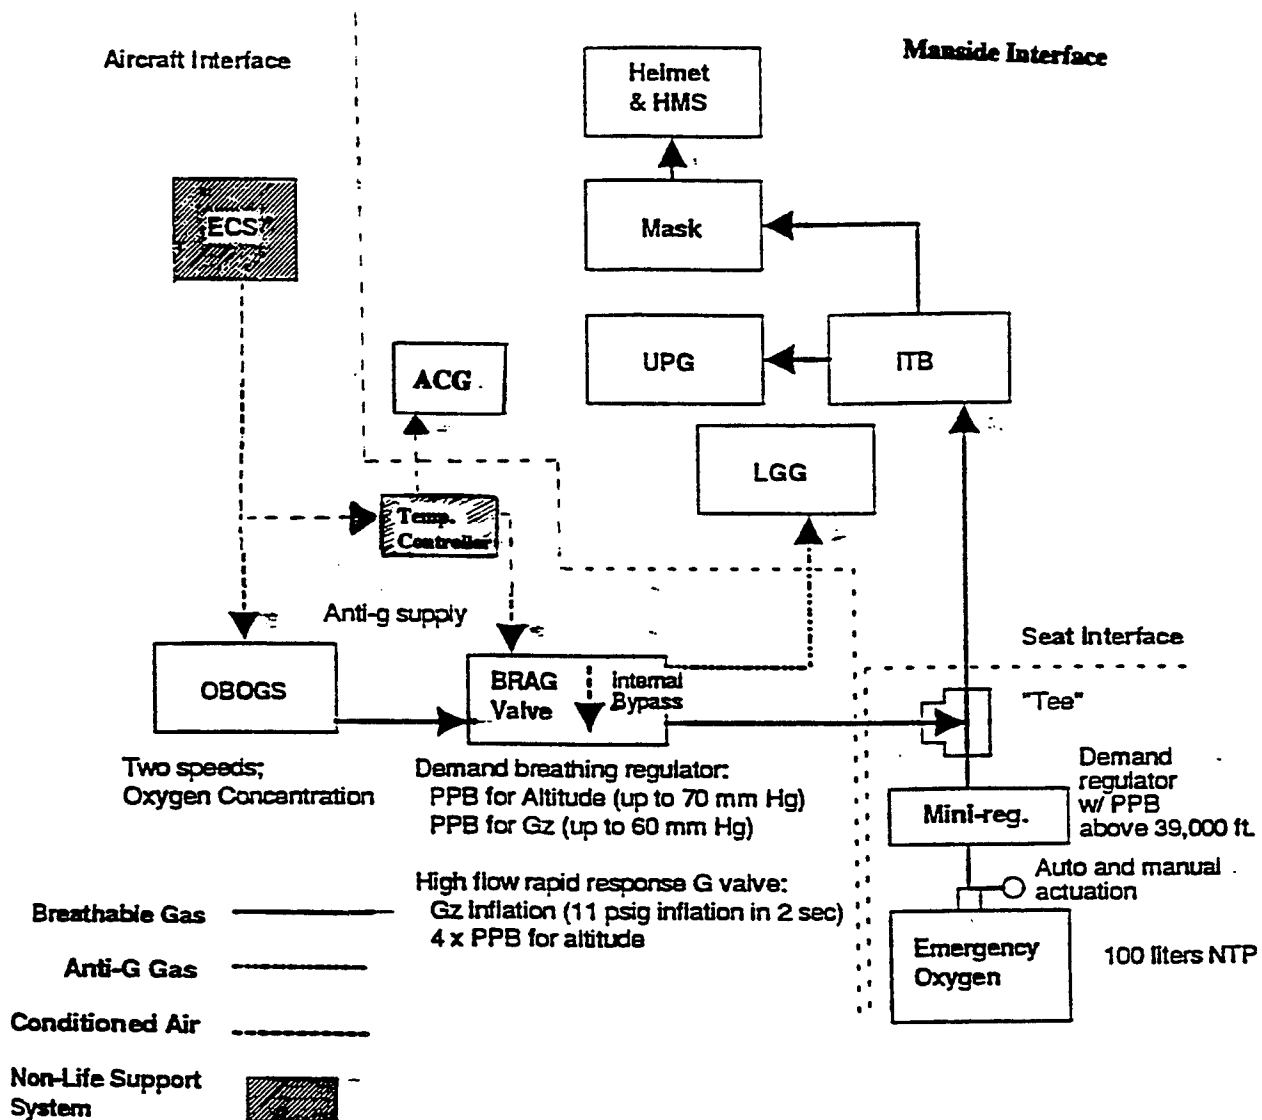 Aircraft Interface
Manside Interface
Helmet
& HMS
ECS
Mask
ACG
UPG
ITB
LGG
Temp.
Controller
Anti-g supply
Seat Interface
OBOGS
BRAG
Valve
Internal
Bypass
"Tee"
Two speeds;
Oxygen Concentration
Demand breathing regulator:
PPB for Altitude (up to 70 mm Hg)
PPB for Gz (up to 60 mm Hg)
Demand
regulator
w/ PPB
above 39,000 ft.
Mini-reg.
Auto and manual
actuation
High flow rapid response G valve:
Gz Inflation (11 psig inflation in 2 sec)
4 x PPB for altitude
Emergency
Oxygen
100 liters NTP
Breathable Gas
Anti-G Gas
Conditioned Air
Non-Life Support
System